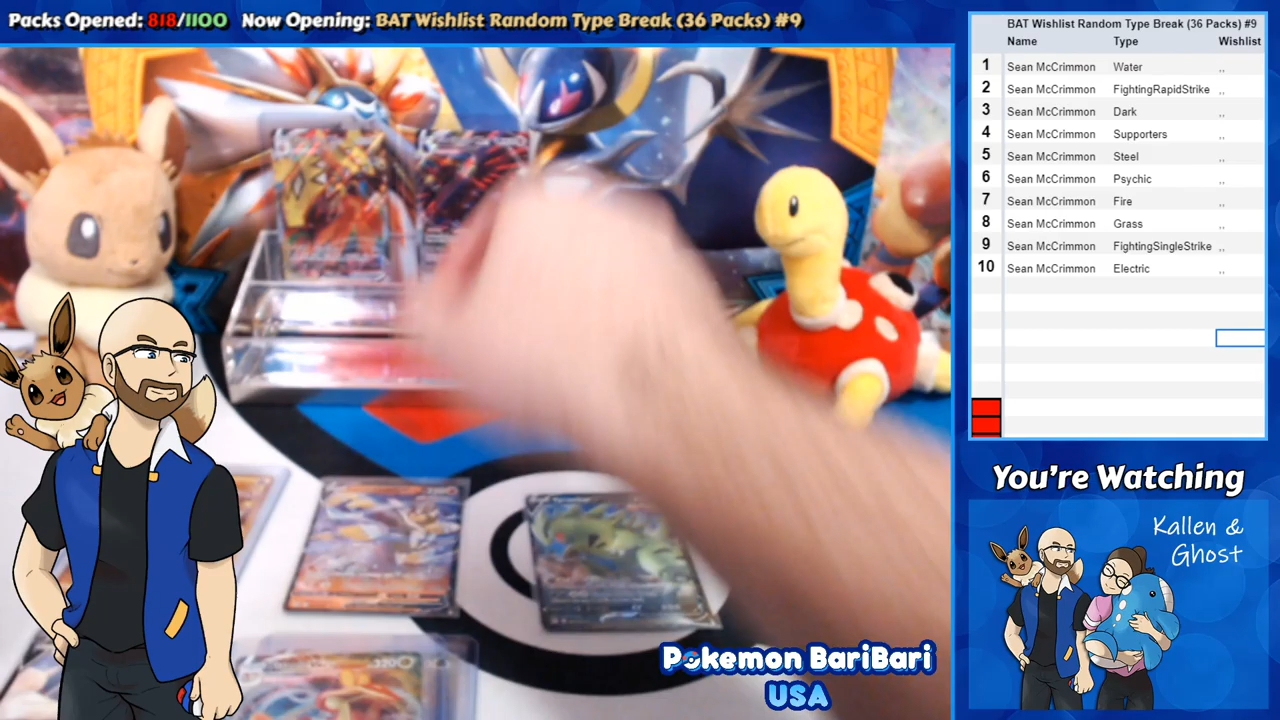 Packs Opened: 818/1100 Now Opening: BAT Wishlist Random Type Break (36 Packs) #9
BAT Wishlist Random Type Break (36 Packs) #9
Name Type Wishlist
1 Sean McCrimmon Water ,,
2 Sean McCrimmon FightingRapidStrike ,,
3 Sean McCrimmon Dark ,,
4 Sean McCrimmon Supporters ,,
5 Sean McCrimmon Steel ,,
6 Sean McCrimmon Psychic ,,
7 Sean McCrimmon Fire ,,
8 Sean McCrimmon Grass ,,
9 Sean McCrimmon FightingSingleStrike ,,
10 Sean McCrimmon Electric ,,
You're Watching
Kallen &
Ghost
320
Pokemon BariBari
USA